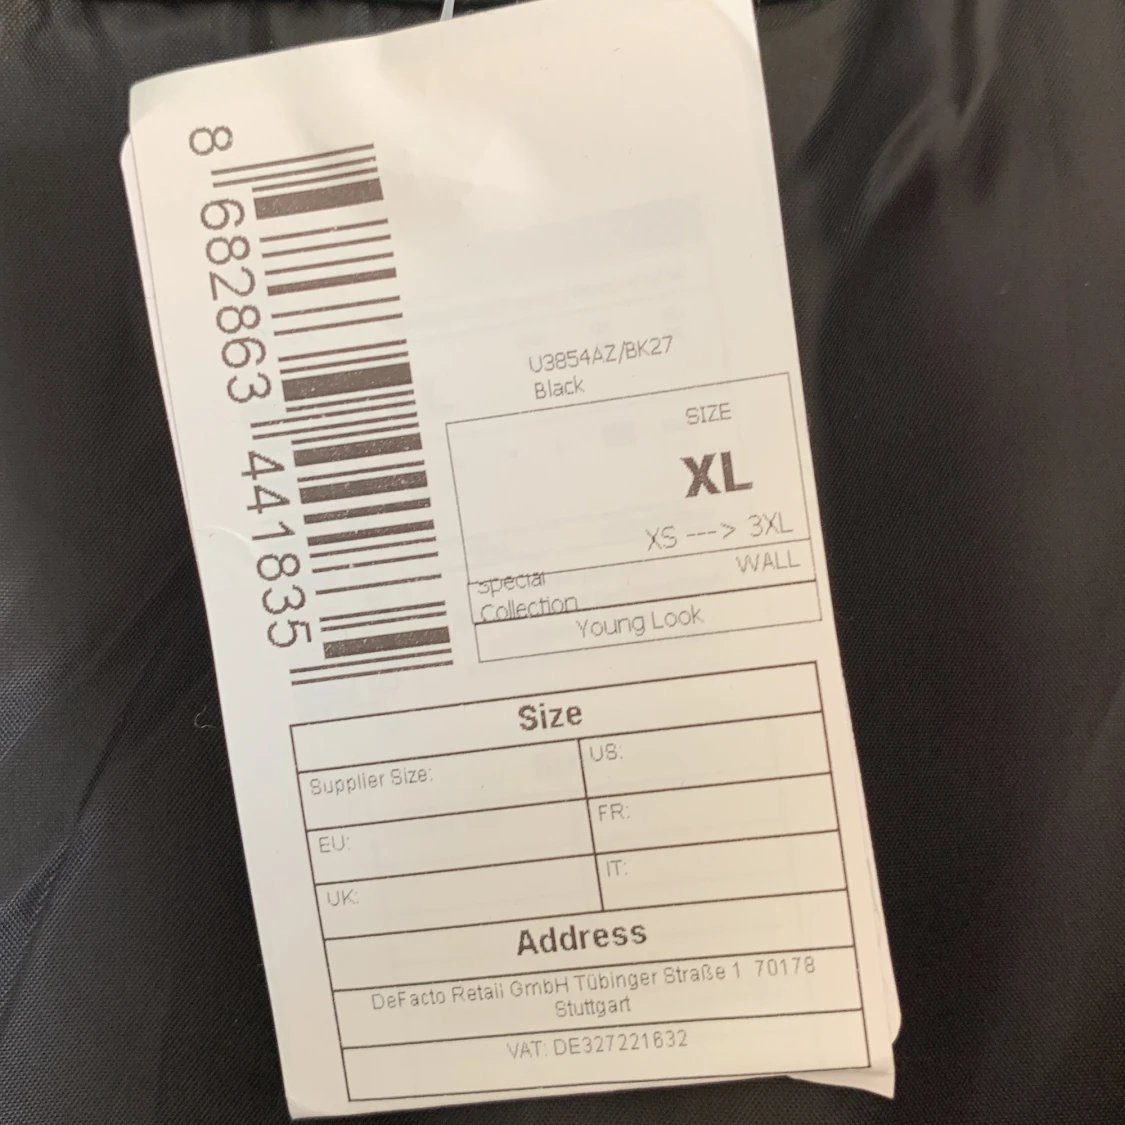 8 682863 441835
U3854AZ/BK27
Black
SIZE
XL
XS ---> 3XL
WALL
Special
Collection
Young Look
Size
Supplier Size:
US:
EU:
FR:
UK:
IT:
Address
DeFacto Retail GmbH Tübinger Straße 1 70178
Stuttgart
VAT: DE327221632